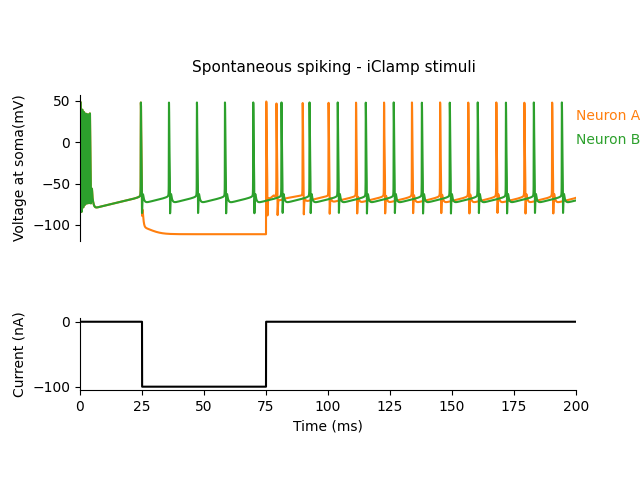 Spontaneous spiking - iClamp stimuli
Voltage at soma(mV)
50
0
−50
−100
Neuron A
Neuron B
Current (nA)
0
−100
0 25 50 75 100 125 150 175 200
Time (ms)